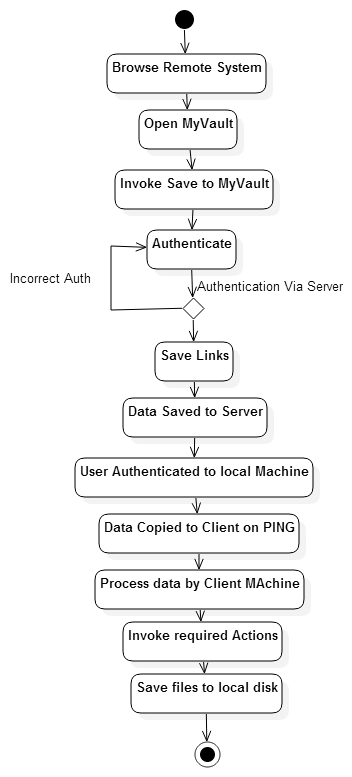 Browse Remote System
Open MyVault
Invoke Save to MyVault
Authenticate
Incorrect Auth
Authentication Via Server
Save Links
Data Saved to Server
User Authenticated to local Machine
Data Copied to Client on PING
Process data by Client MAchine
Invoke required Actions
Save files to local disk